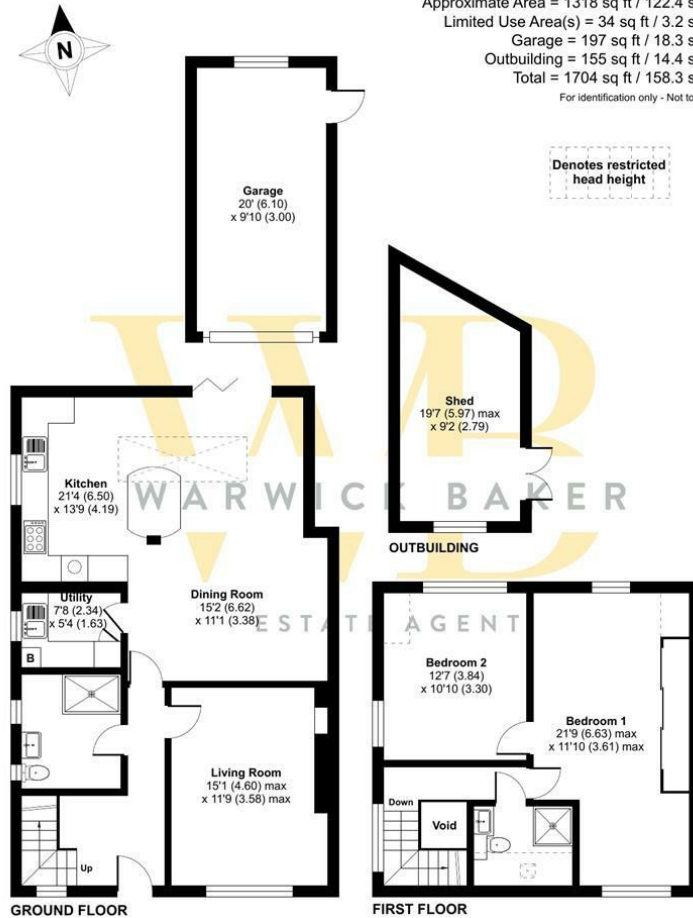 Approximate Area = 1318 sq ft / 122.4 s
Limited Use Area(s) = 34 sq ft / 3.2 s
Garage = 197 sq ft / 18.3 s
Outbuilding = 155 sq ft / 14.4 s
Total = 1704 sq ft / 158.3 s
For identification only - Not to
N
Denotes restricted
head height
Garage
20' (6.10)
x 9'10 (3.00)
Shed
19'7 (5.97) max
x 9'2 (2.79)
OUTBUILDING
Kitchen
21'4 (6.50)
x 13'9 (4.19)
WB
WARWICK BAKER
ESTATE AGENT
Utility
7'8 (2.34)
x 5'4 (1.63)
B
Dining Room
15'2 (6.62)
x 11'1 (3.38)
Living Room
15'1 (4.60) max
x 11'9 (3.58) max
Up
GROUND FLOOR
Bedroom 2
12'7 (3.84)
x 10'10 (3.30)
Bedroom 1
21'9 (6.63) max
x 11'10 (3.61) max
Down
Void
FIRST FLOOR